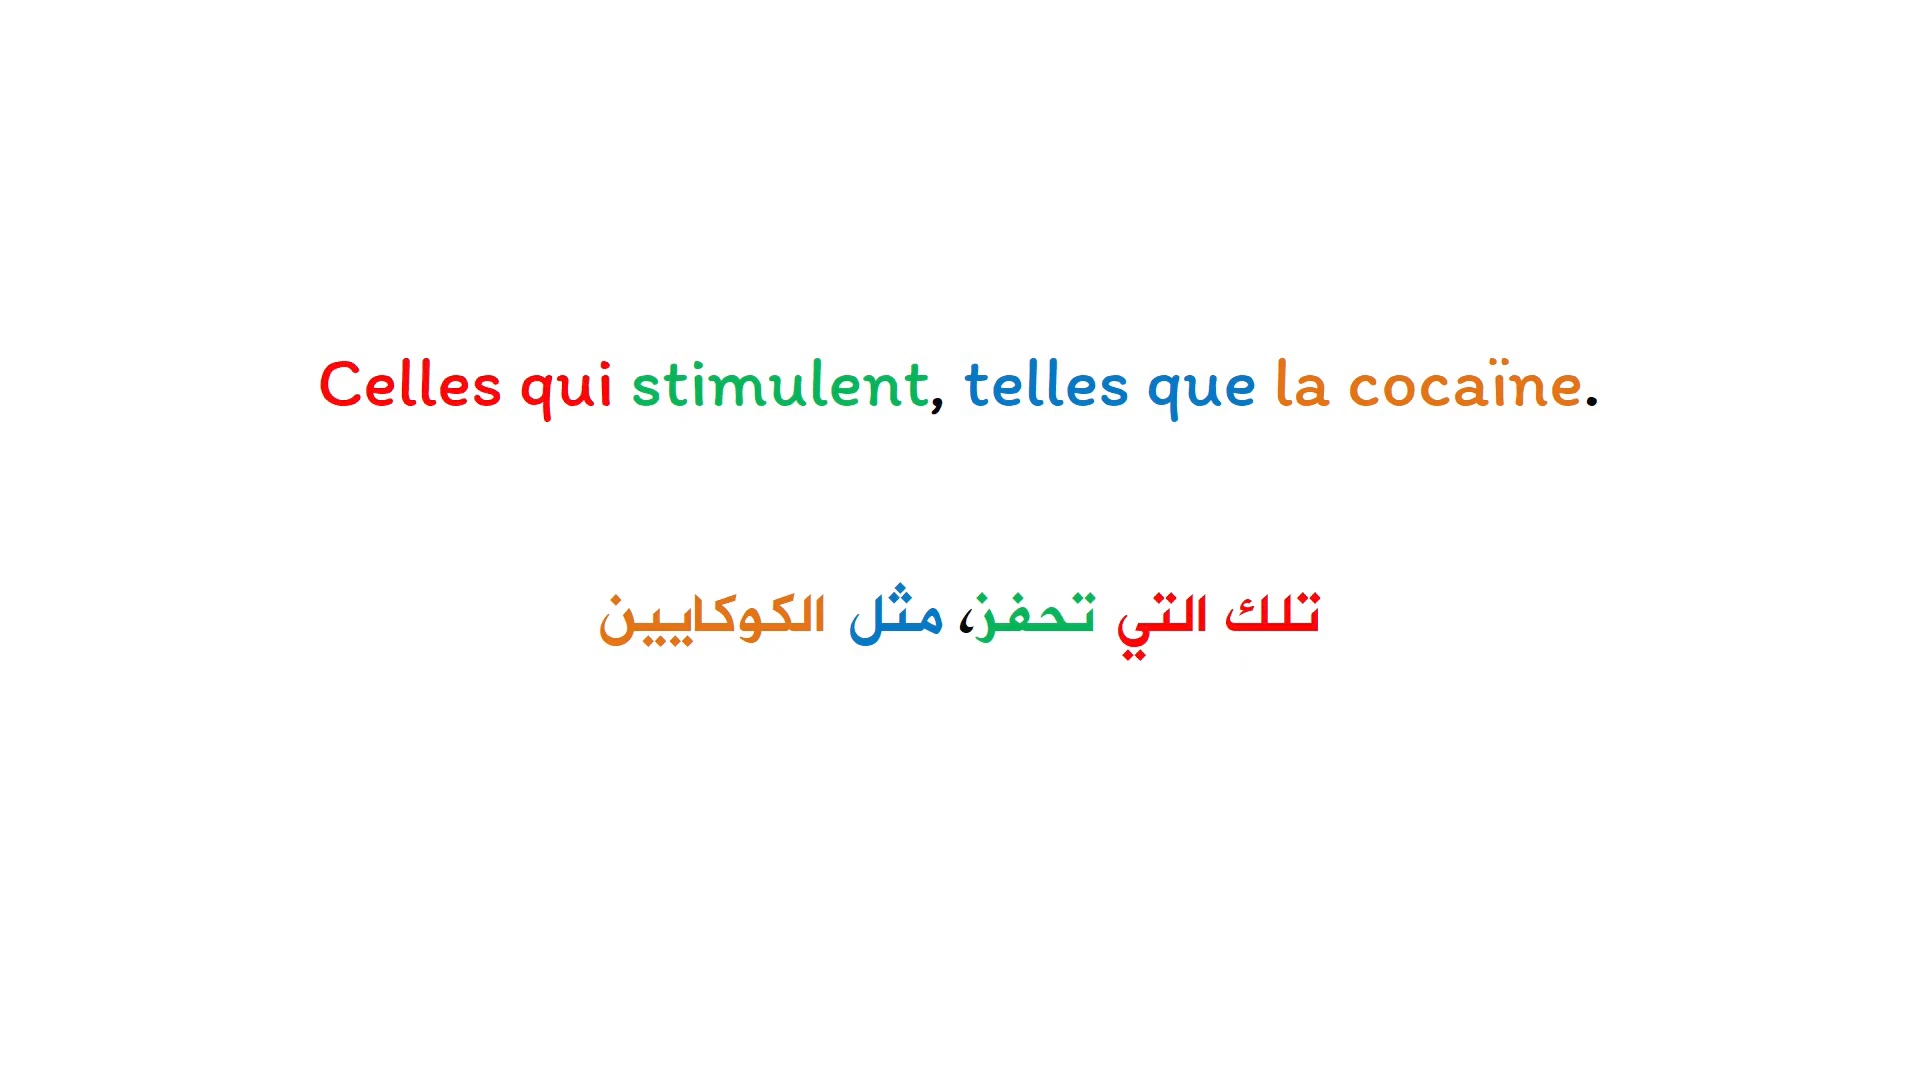 Celles qui stimulent, telles que la cocaïne.
تلك التي تحفز، مثل الكوكايين